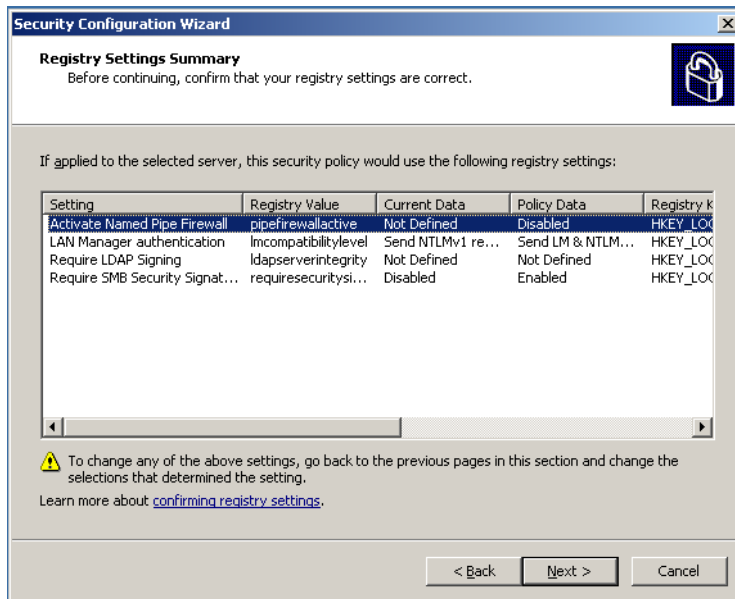 Security Configuration Wizard
Registry Settings Summary
Before continuing, confirm that your registry settings are correct.
If applied to the selected server, this security policy would use the following registry settings:
Setting Registry Value Current Data Policy Data Registry K
Activate Named Pipe Firewall pipefirewallactive Not Defined Disabled HKEY_LOC
LAN Manager authentication lmcompatibilitylevel Send NTLMv1 re... Send LM & NTLM... HKEY_LOC
Require LDAP Signing ldapserverintegrity Not Defined Not Defined HKEY_LOC
Require SMB Security Signat... requiresecuritysi... Disabled Enabled HKEY_LOC
To change any of the above settings, go back to the previous pages in this section and change the
selections that determined the setting.
Learn more about confirming registry settings.
< Back Next > Cancel